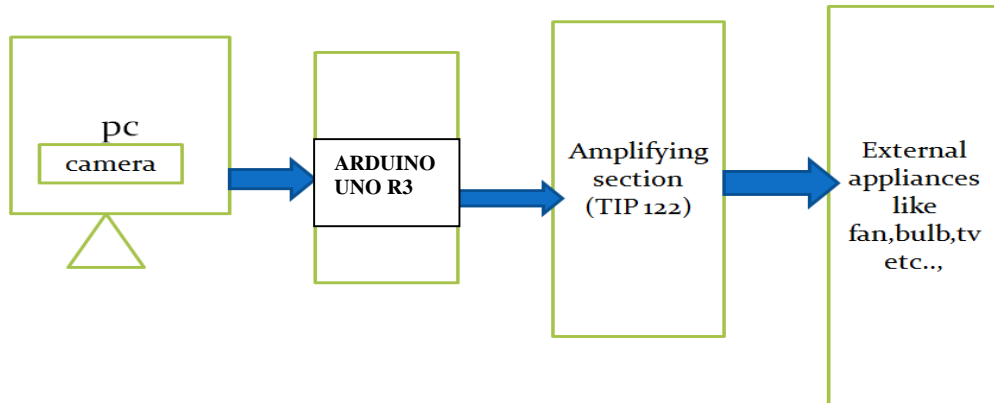 pc
camera
ARDUINO
UNO R3
Amplifying
section
(TIP 122)
External
appliances
like
fan,bulb,tv
etc..,